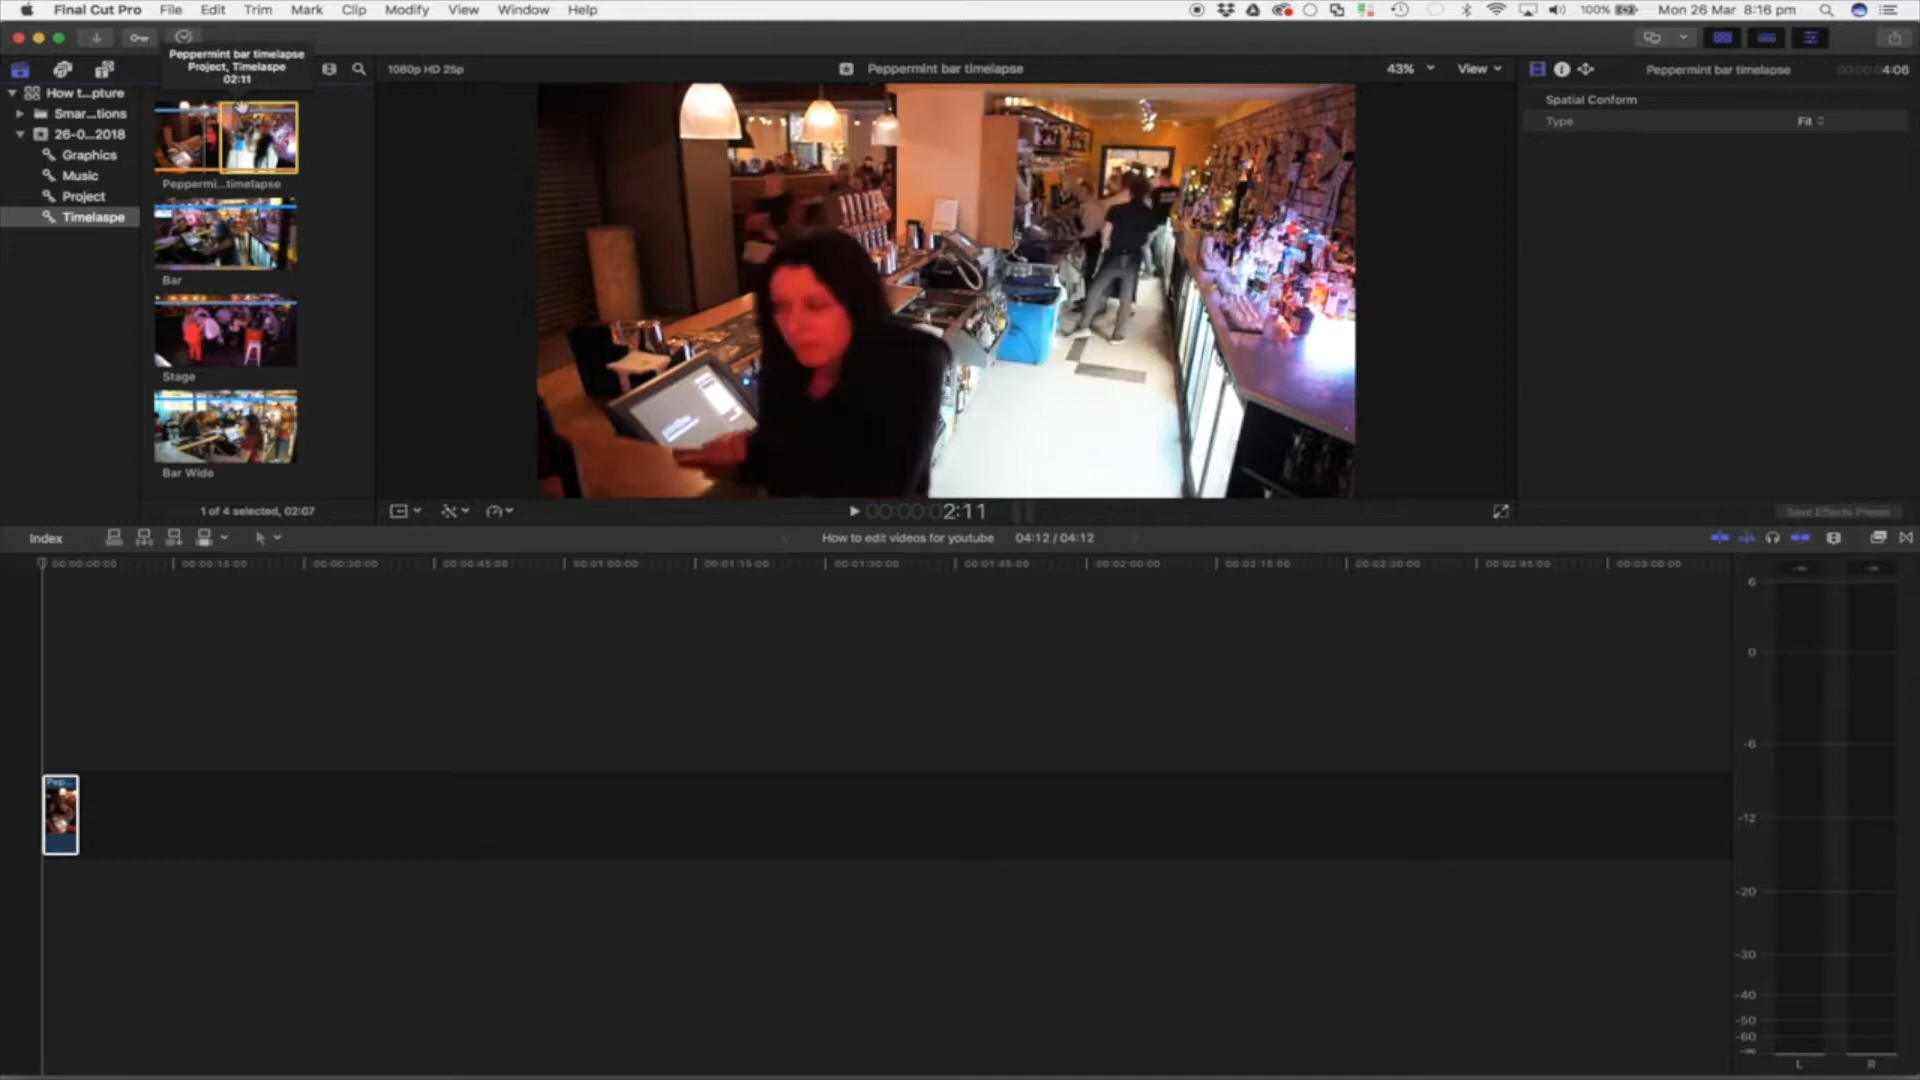 Final Cut Pro File Edit Trim Mark Clip Modify View Window Help 100% Mon 26 Mar 8:16 pm
Peppermint bar timelapse
Project, Timelaspe
02:11
1080p HD 25p
Peppermint bar timelapse
43%
View
Peppermint bar timelapse
4:06
How t...pture
Smar...tions
26-0...2018
Graphics
Music
Project
Timelaspe
Peppermi...timelapse
Bar
Stage
Bar Wide
Spatial Conform
Type
Fit
1 of 4 selected, 02:07
00:00:02:11
Save Effects Preset
Index
How to edit videos for youtube
04:12 / 04:12
00:00:00:00 00:00:15:00 00:00:30:00 00:00:45:00 00:01:00:00 00:01:15:00 00:01:30:00 00:01:45:00 00:02:00:00 00:02:15:00 00:02:30:00 00:02:45:00 00:03:00:00
Pep...
6
0
-6
-12
-20
-30
-40
-50
-60
-∞
L R